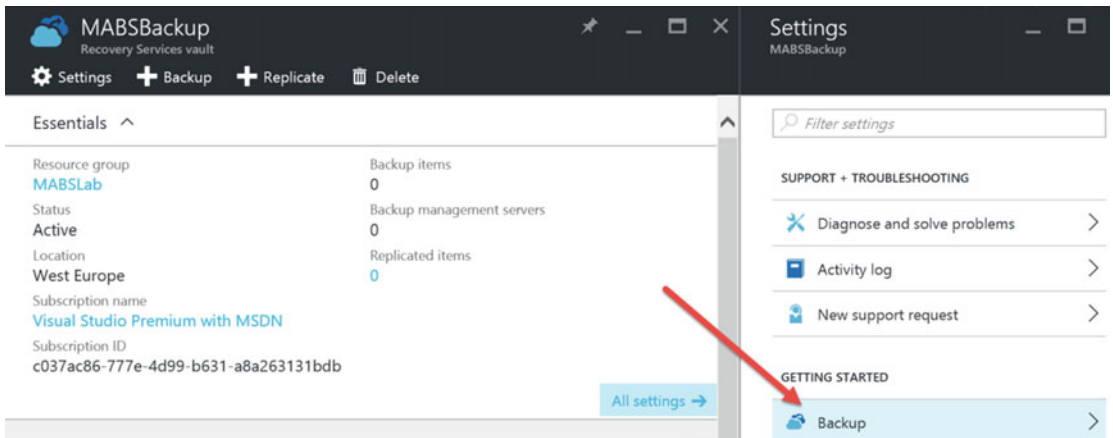 MABSBackup
Recovery Services vault
Settings Backup Replicate Delete
Essentials
Resource group
MABSLab
Status
Active
Location
West Europe
Subscription name
Visual Studio Premium with MSDN
Subscription ID
c037ac86-777e-4d99-b631-a8a263131bdb
Backup items
0
Backup management servers
0
Replicated items
0
All settings →
Settings
MABSBackup
Filter settings
SUPPORT + TROUBLESHOOTING
Diagnose and solve problems
Activity log
New support request
GETTING STARTED
Backup